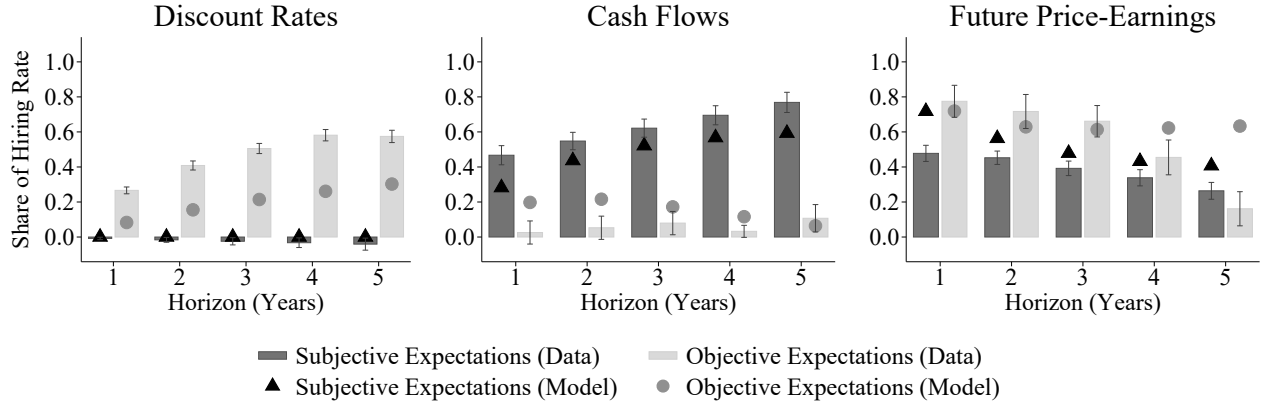 Discount Rates
Cash Flows
Future Price-Earnings
Share of Hiring Rate
1.0
0.8
0.6
0.4
0.2
0.0
1 2 3 4 5
Horizon (Years)
1.0
0.8
0.6
0.4
0.2
0.0
1 2 3 4 5
Horizon (Years)
1.0
0.8
0.6
0.4
0.2
0.0
1 2 3 4 5
Horizon (Years)
Subjective Expectations (Data)
Objective Expectations (Data)
Subjective Expectations (Model)
Objective Expectations (Model)